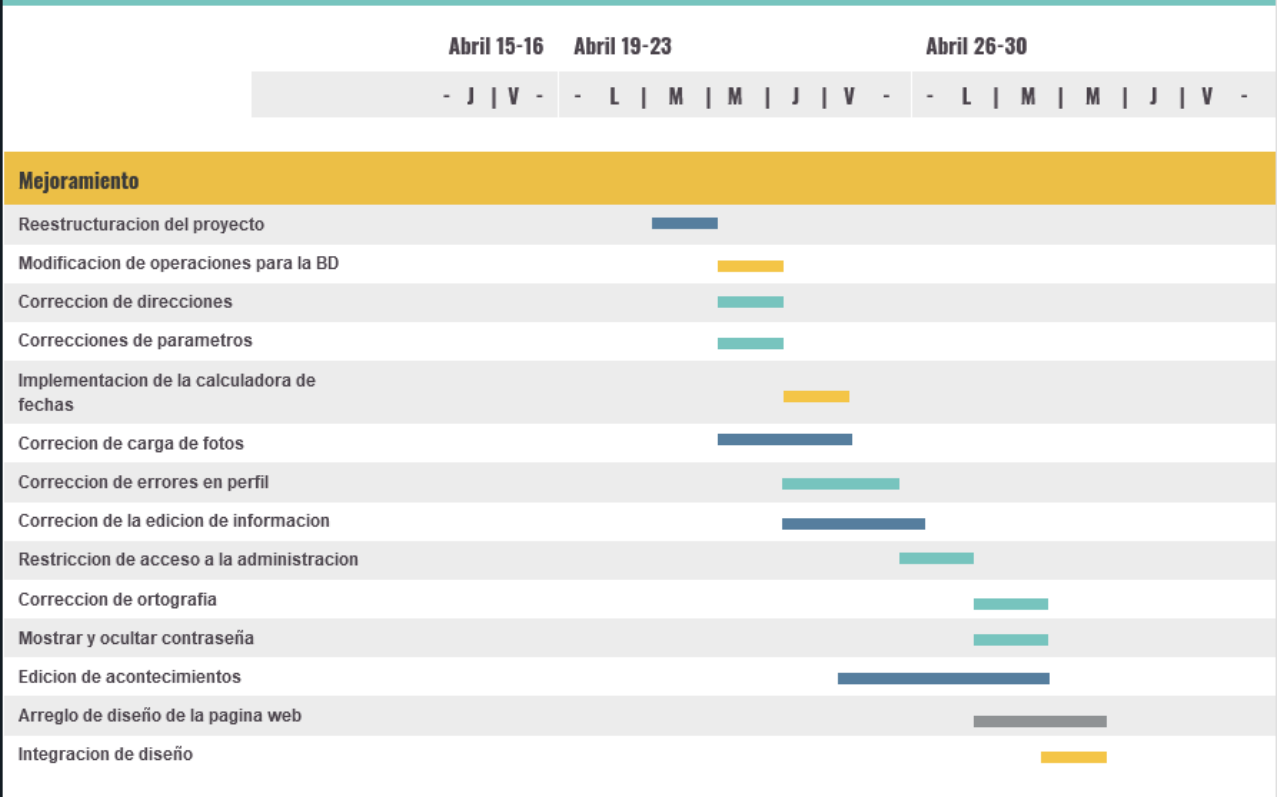 Abril 15-16 Abril 19-23 Abril 26-30
- J | V - - L | M | M | J | V - - L | M | M | J | V -
Mejoramiento
Reestructuracion del proyecto
Modificacion de operaciones para la BD
Correccion de direcciones
Correcciones de parametros
Implementacion de la calculadora de
fechas
Correcion de carga de fotos
Correccion de errores en perfil
Correcion de la edicion de informacion
Restriccion de acceso a la administracion
Correccion de ortografia
Mostrar y ocultar contraseña
Edicion de acontecimientos
Arreglo de diseño de la pagina web
Integracion de diseño